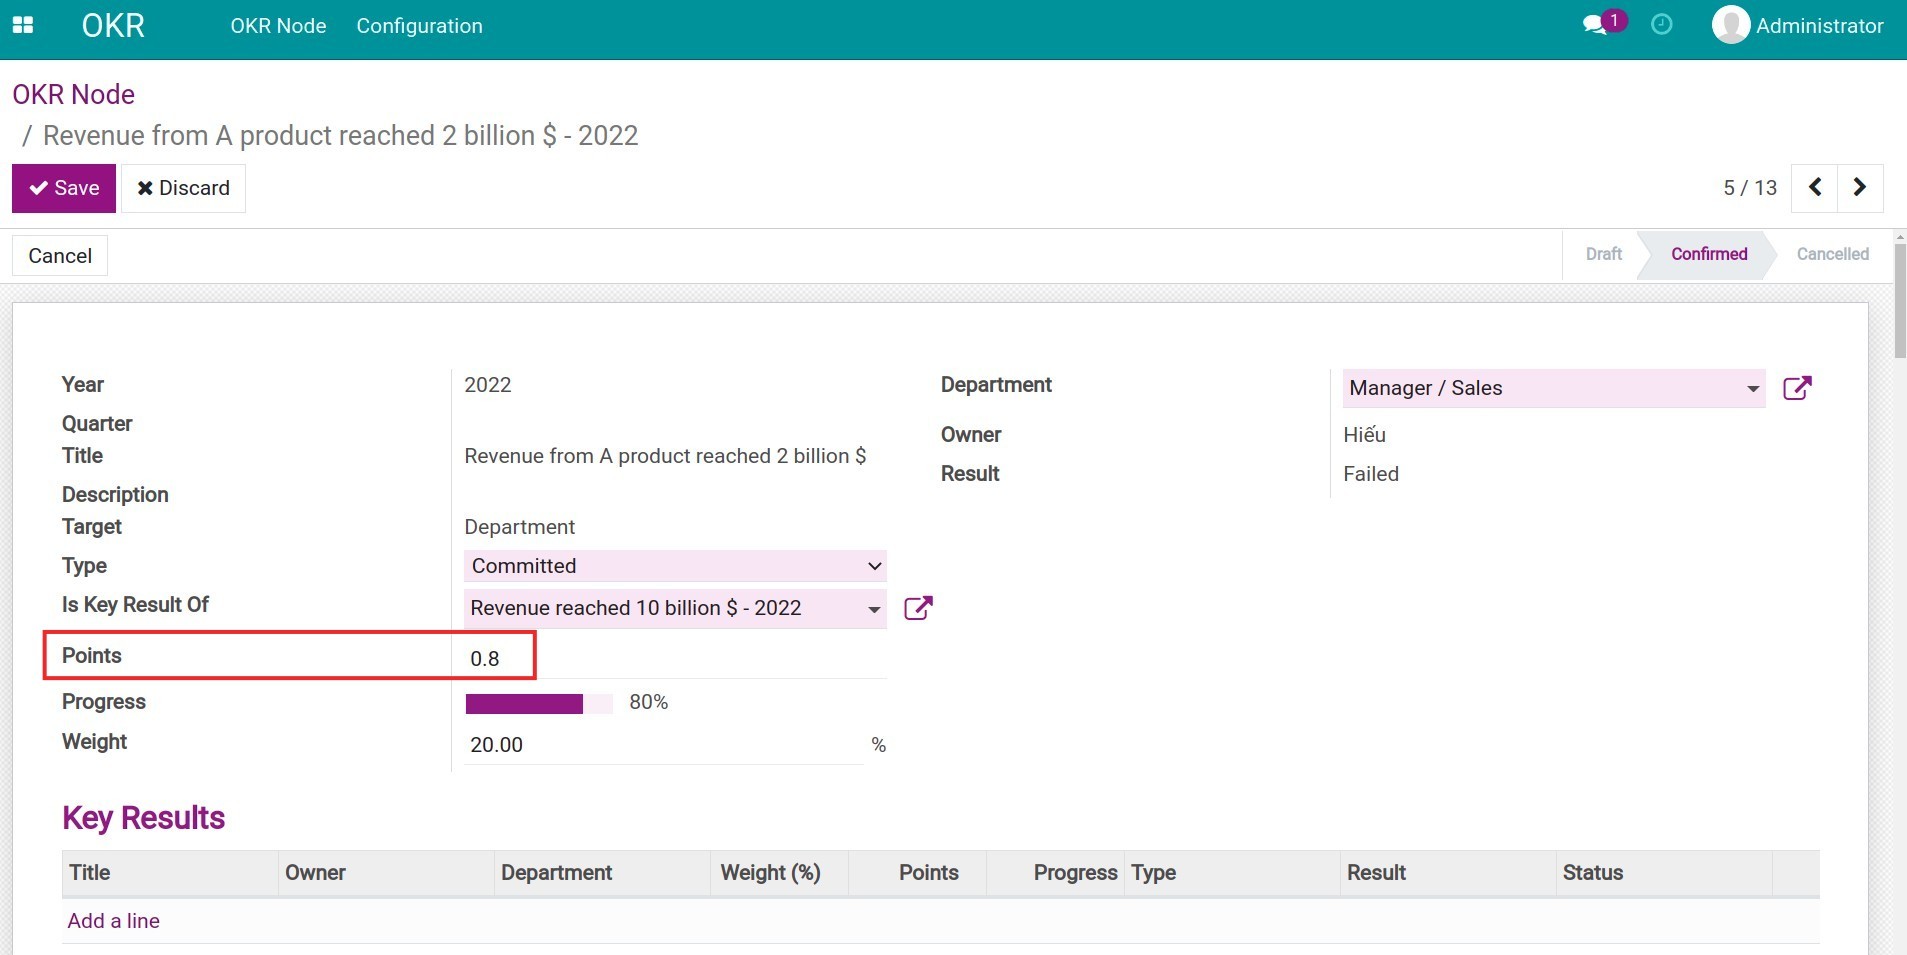 OKR OKR Node Configuration 1 Administrator
OKR Node
/ Revenue from A product reached 2 billion $ - 2022
Save Discard 5 / 13
Cancel Draft Confirmed Cancelled
Year 2022
Quarter
Title Revenue from A product reached 2 billion $
Description
Target Department
Type Committed
Is Key Result Of Revenue reached 10 billion $ - 2022
Points 0.8
Progress 80%
Weight 20.00 %
Department Manager / Sales
Owner Hiếu
Result Failed
Key Results
Title Owner Department Weight (%) Points Progress Type Result Status
Add a line